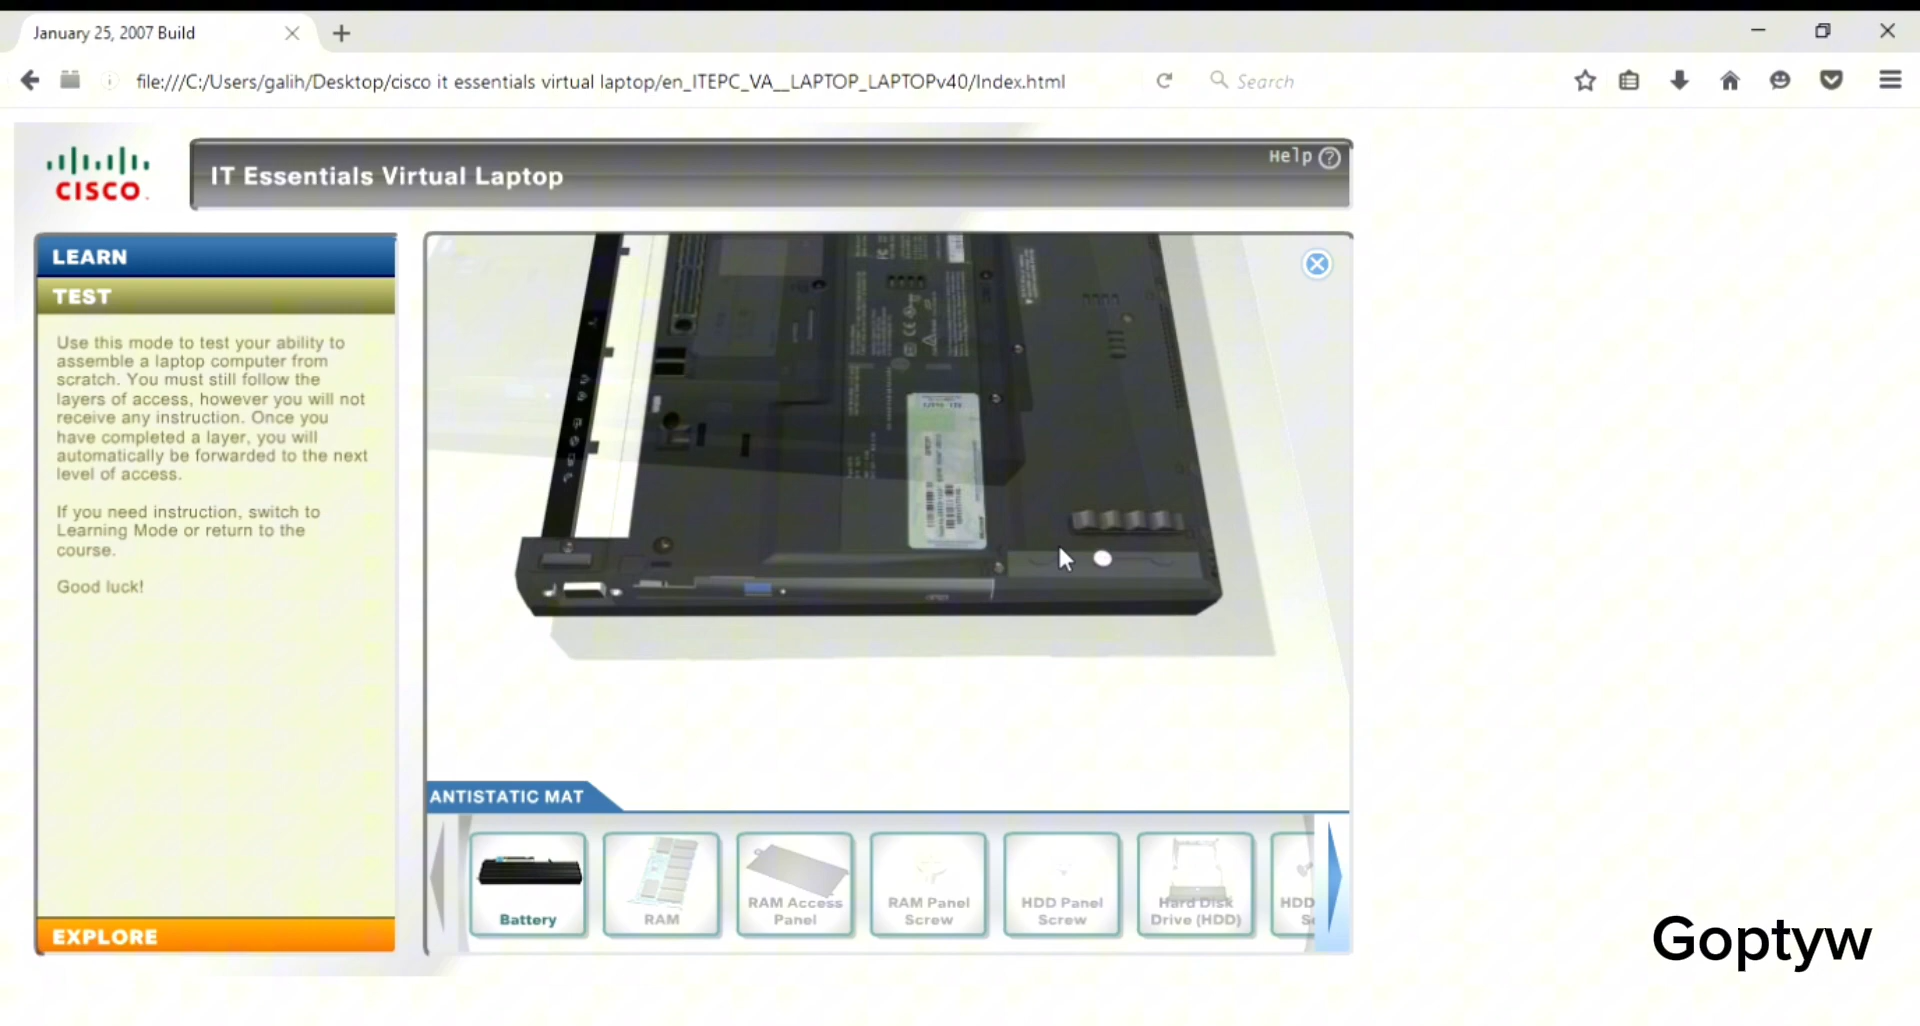 January 25, 2007 Build
file:///C:/Users/galih/Desktop/cisco it essentials virtual laptop/en_ITEPC_VA__LAPTOP_LAPTOPv40/Index.html
Search
CISCO
IT Essentials Virtual Laptop
Help
LEARN
TEST
Use this mode to test your ability to
assemble a laptop computer from
scratch. You must still follow the
layers of access, however you will not
receive any instruction. Once you
have completed a layer, you will
automatically be forwarded to the next
level of access.
If you need instruction, switch to
Learning Mode or return to the
course.
Good luck!
EXPLORE
ANTISTATIC MAT
Battery
RAM
RAM Access
Panel
RAM Panel
Screw
HDD Panel
Screw
Hard Disk
Drive (HDD)
HDD
Goptyw